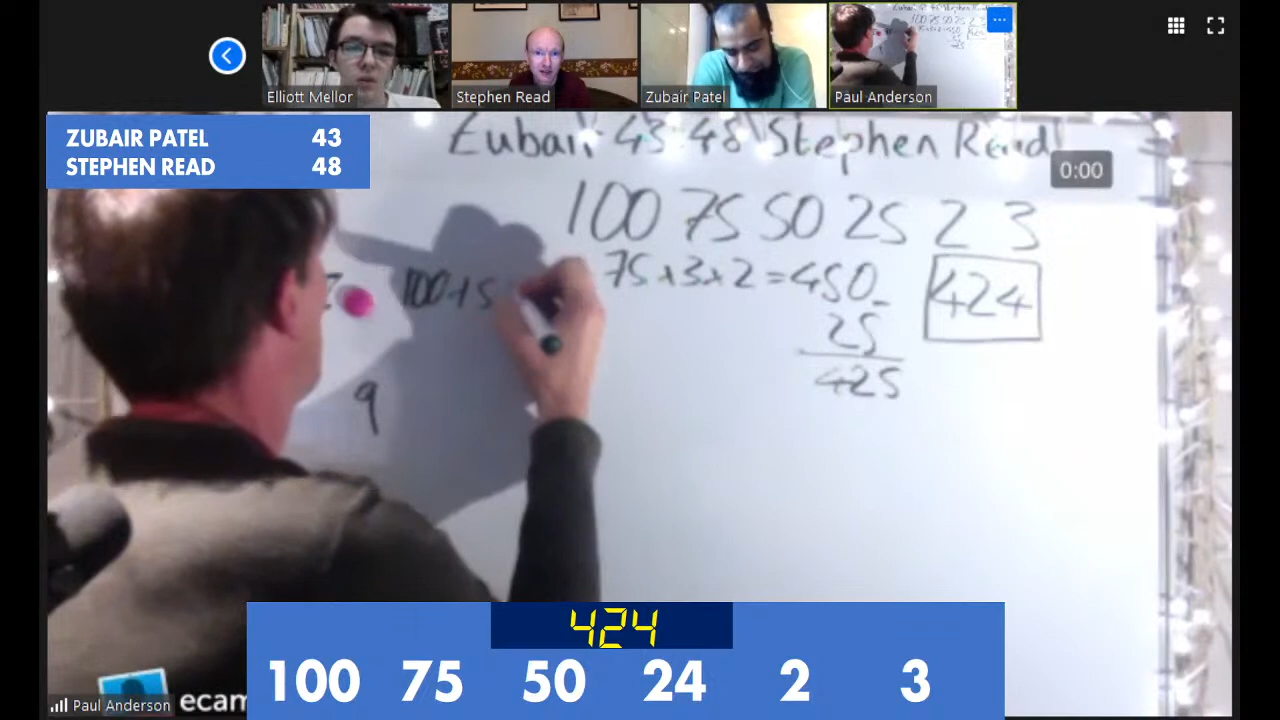 Elliott Mellor
Stephen Read
Zubair Patel
Paul Anderson
ZUBAIR PATEL 43
STEPHEN READ 48
Zubair 43 48 Stephen Read
0:00
100 75 50 25 2 3
100+5 75×3×2=450-
424
25
425
9
424
100 75 50 24 2 3
Paul Anderson
ecam